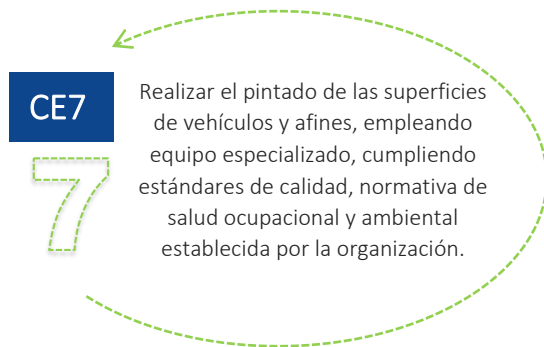 CE7
7
Realizar el pintado de las superficies
de vehículos y afines, empleando
equipo especializado, cumpliendo
estándares de calidad, normativa de
salud ocupacional y ambiental
establecida por la organización.